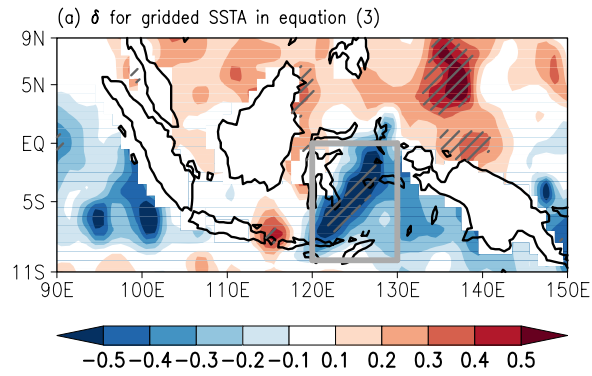 (a) δ for gridded SSTA in equation (3)
9N
5N
EQ
5S
11S
90E 100E 110E 120E 130E 140E 150E
−0.5 −0.4 −0.3 −0.2 −0.1 0.1 0.2 0.3 0.4 0.5